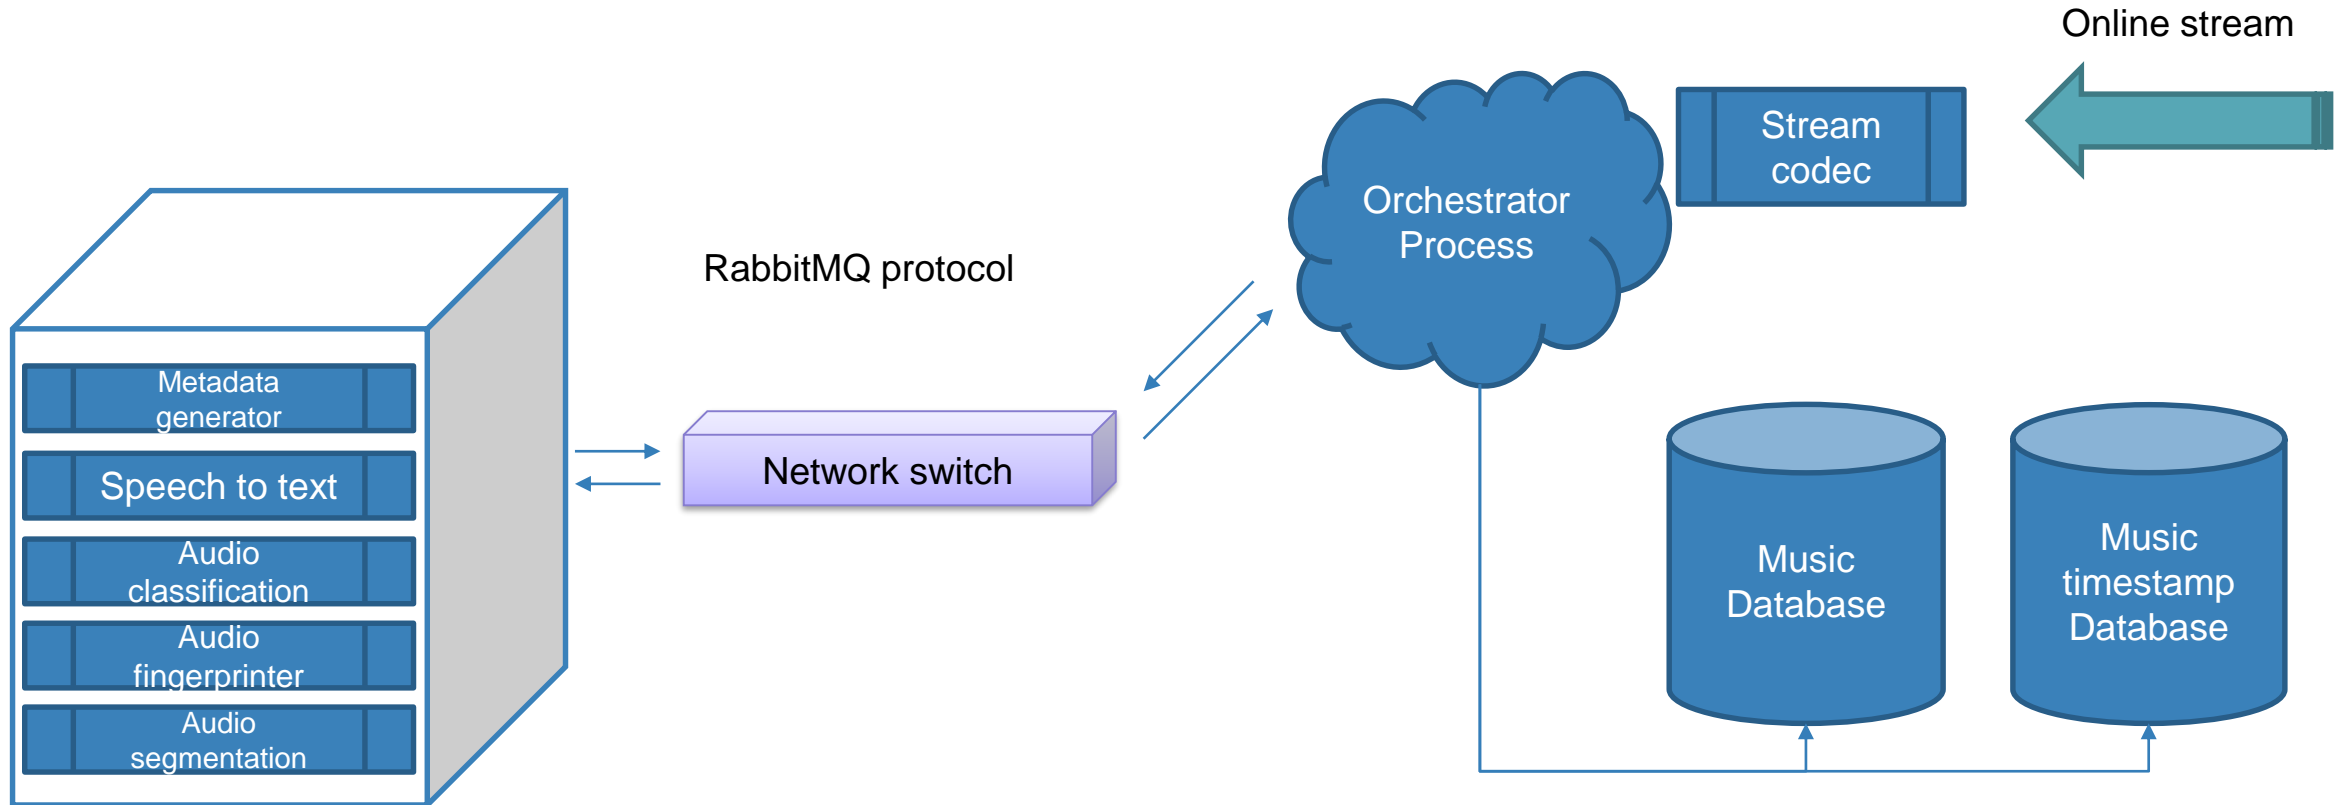 Online stream
Stream
codec
Orchestrator
Process
RabbitMQ protocol
Metadata
generator
Speech to text
Audio
classification
Audio
fingerprinter
Audio
segmentation
Network switch
Music
Database
Music
timestamp
Database